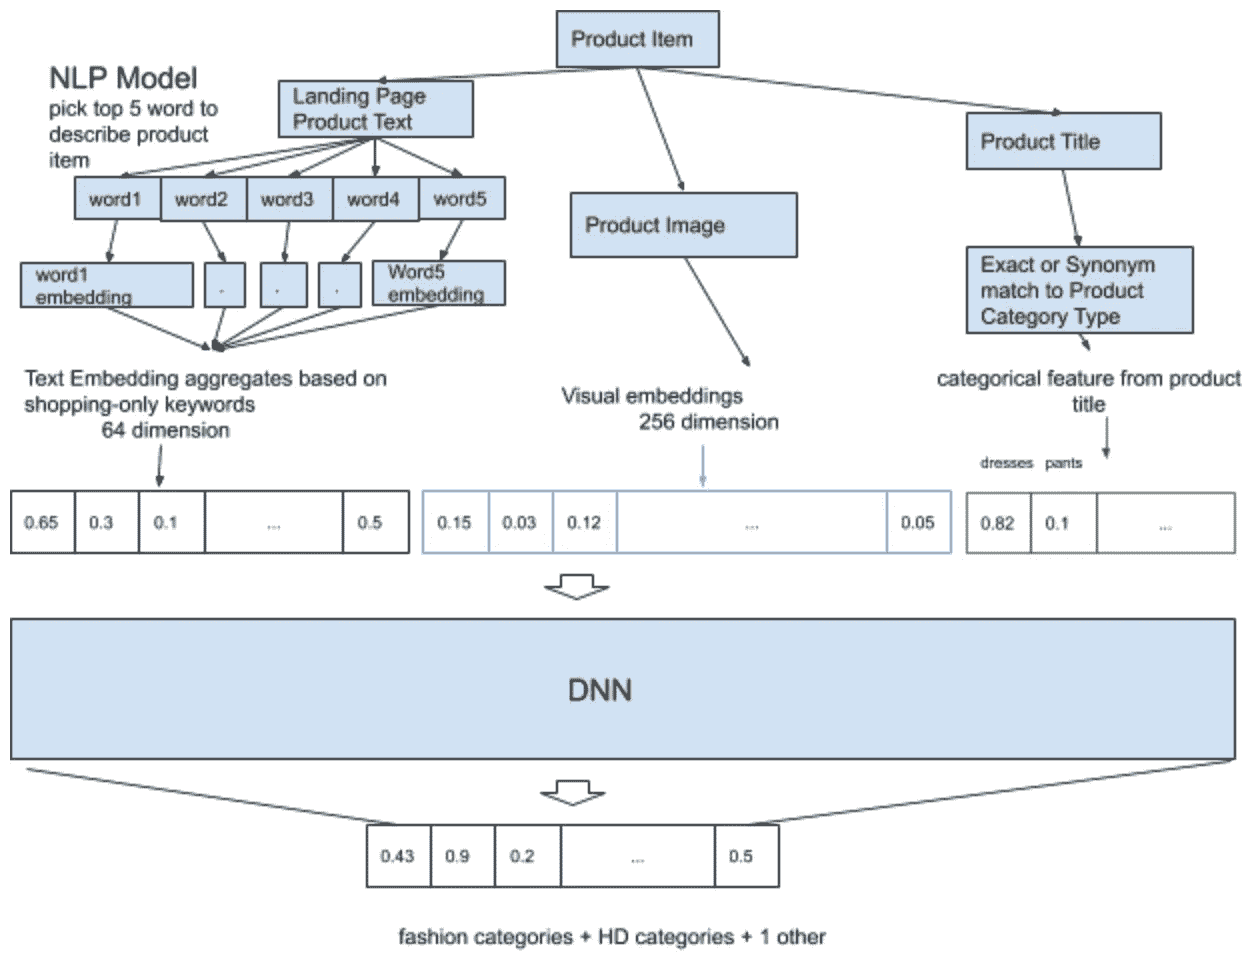 Product Item
NLP Model
pick top 5 word to
describe product
item
Landing Page
Product Text
Product Title
word1
word2
word3
word4
word5
Product Image
word1
embedding
.
.
.
Word5
embedding
Exact or Synonym
match to Product
Category Type
Text Embedding aggregates based on
shopping-only keywords
64 dimension
Visual embeddings
256 dimension
categorical feature from product
title
dresses pants
0.65 0.3 0.1 ... 0.5
0.15 0.03 0.12 ... 0.05
0.82 0.1 ...
DNN
0.43 0.9 0.2 ... 0.5
fashion categories + HD categories + 1 other